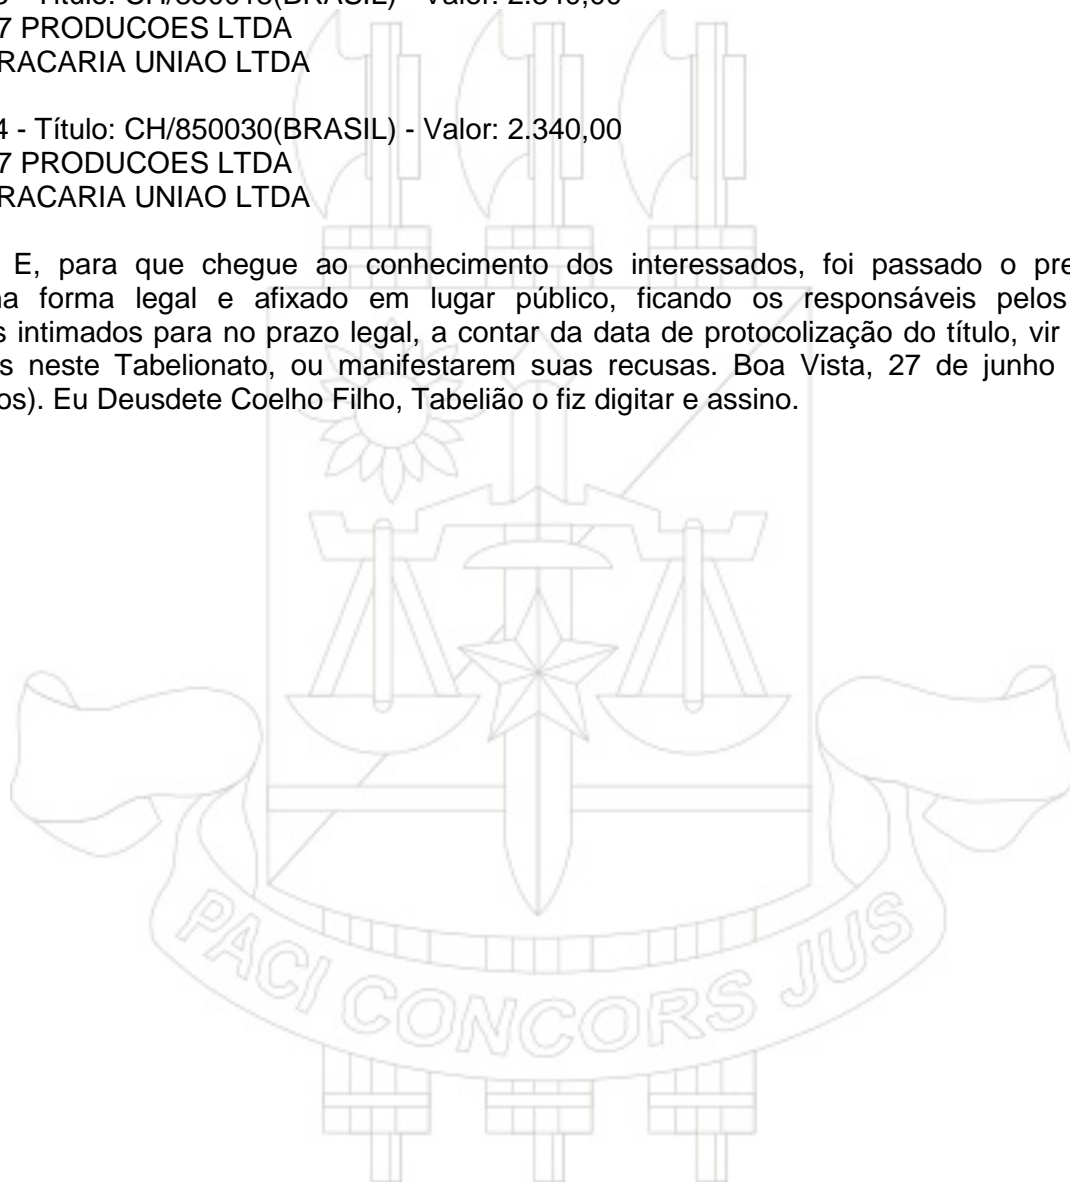 - Título: CH/850018(BRASIL) - Valor: 2.340,00
7 PRODUCOES LTDA
RACARIA UNIAO LTDA
4 - Título: CH/850030(BRASIL) - Valor: 2.340,00
7 PRODUCOES LTDA
RACARIA UNIAO LTDA
E, para que chegue ao conhecimento dos interessados, foi passado o pre
na forma legal e afixado em lugar público, ficando os responsáveis pelos
s intimados para no prazo legal, a contar da data de protocolização do título, vir
s neste Tabelionato, ou manifestarem suas recusas. Boa Vista, 27 de junho
os). Eu Deusdete Coelho Filho, Tabelião o fiz digitar e assino.
PACI CONCORS JUS